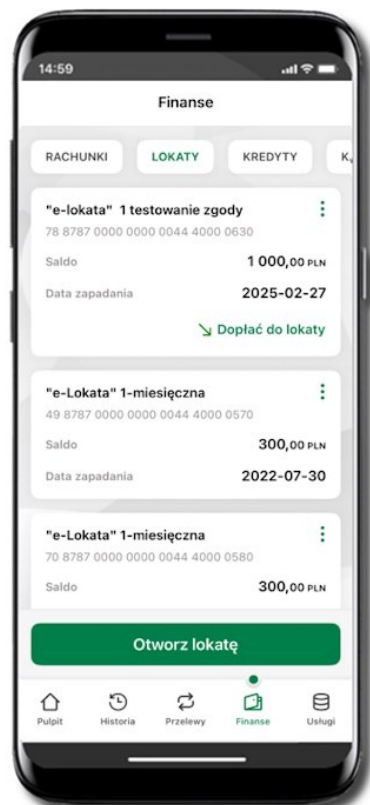 14:59
Finanse
RACHUNKI LOKATY KREDYTY
"e-lokata" 1 testowanie zgody
78 8787 0000 0000 0044 4000 0630
Saldo 1 000,00 PLN
Data zapadania 2025-02-27
Dopłać do lokaty
"e-Lokata" 1-miesięczna
49 8787 0000 0000 0044 4000 0570
Saldo 300,00 PLN
Data zapadania 2022-07-30
"e-Lokata" 1-miesięczna
70 8787 0000 0000 0044 4000 0580
Saldo 300,00 PLN
Otworz lokatę
Pulpit Historia Przelewy Finanse Usługi